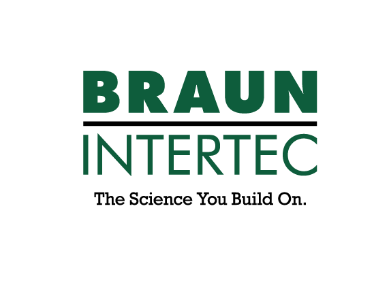 BRAUN
INTERTEC
The Science You Build On.